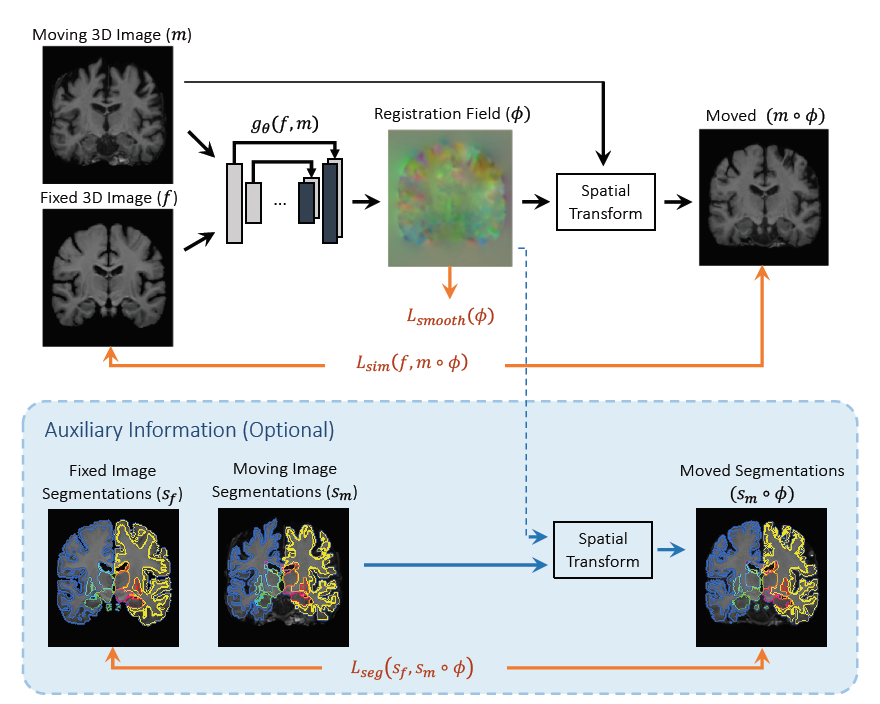 Moving 3D Image (m)
g_θ(f, m)
Registration Field (ϕ)
Moved (m ∘ ϕ)
Fixed 3D Image (f)
...
Spatial
Transform
L_smooth(ϕ)
L_sim(f, m ∘ ϕ)
Auxiliary Information (Optional)
Fixed Image
Segmentations (s_f)
Moving Image
Segmentations (s_m)
Moved Segmentations
(s_m ∘ ϕ)
Spatial
Transform
L_seg(s_f, s_m ∘ ϕ)